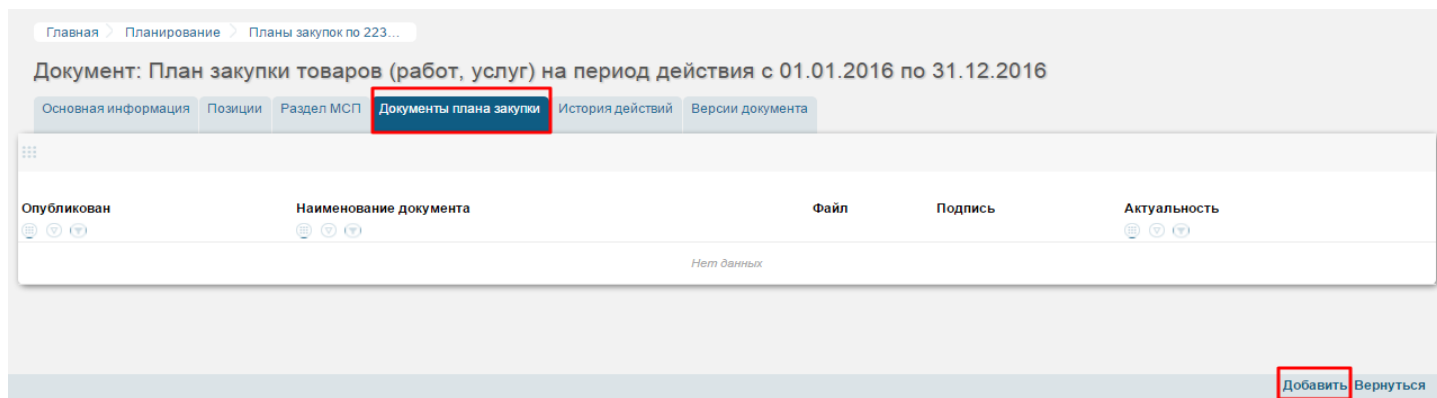 Главная Планирование Планы закупок по 223...
Документ: План закупки товаров (работ, услуг) на период действия с 01.01.2016 по 31.12.2016
Основная информация Позиции Раздел МСП Документы плана закупки История действий Версии документа
Опубликован Наименование документа Файл Подпись Актуальность
Нет данных
Добавить Вернуться